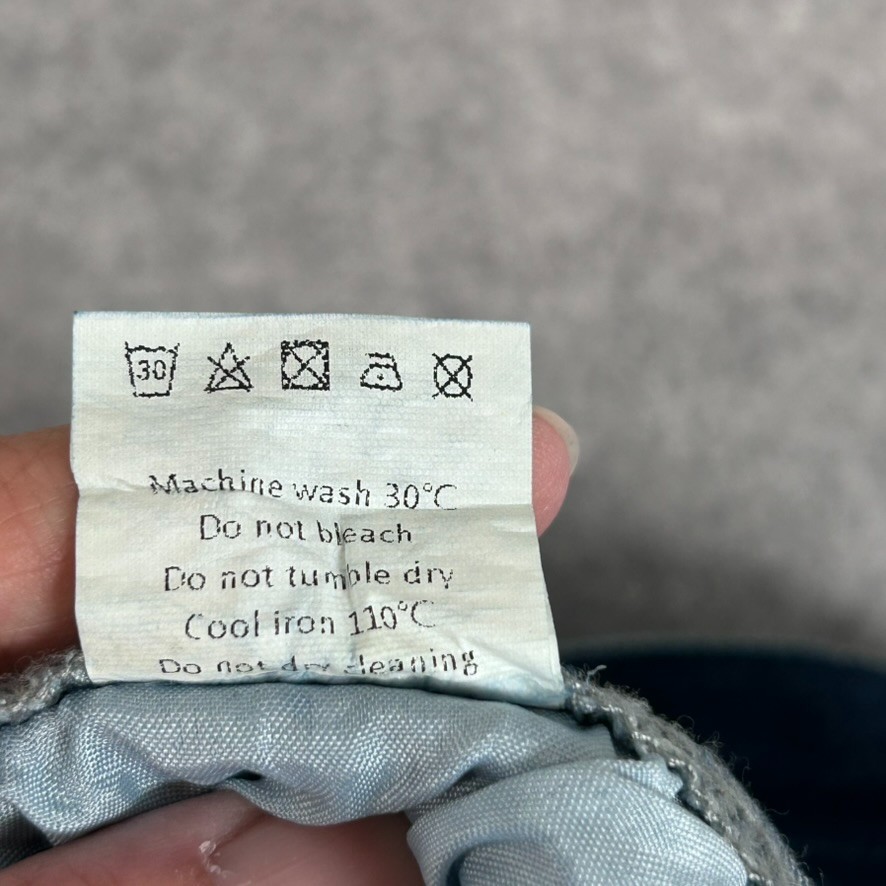 30
Machine wash 30°C
Do not bleach
Do not tumble dry
Cool iron 110°C
Do not dry cleaning